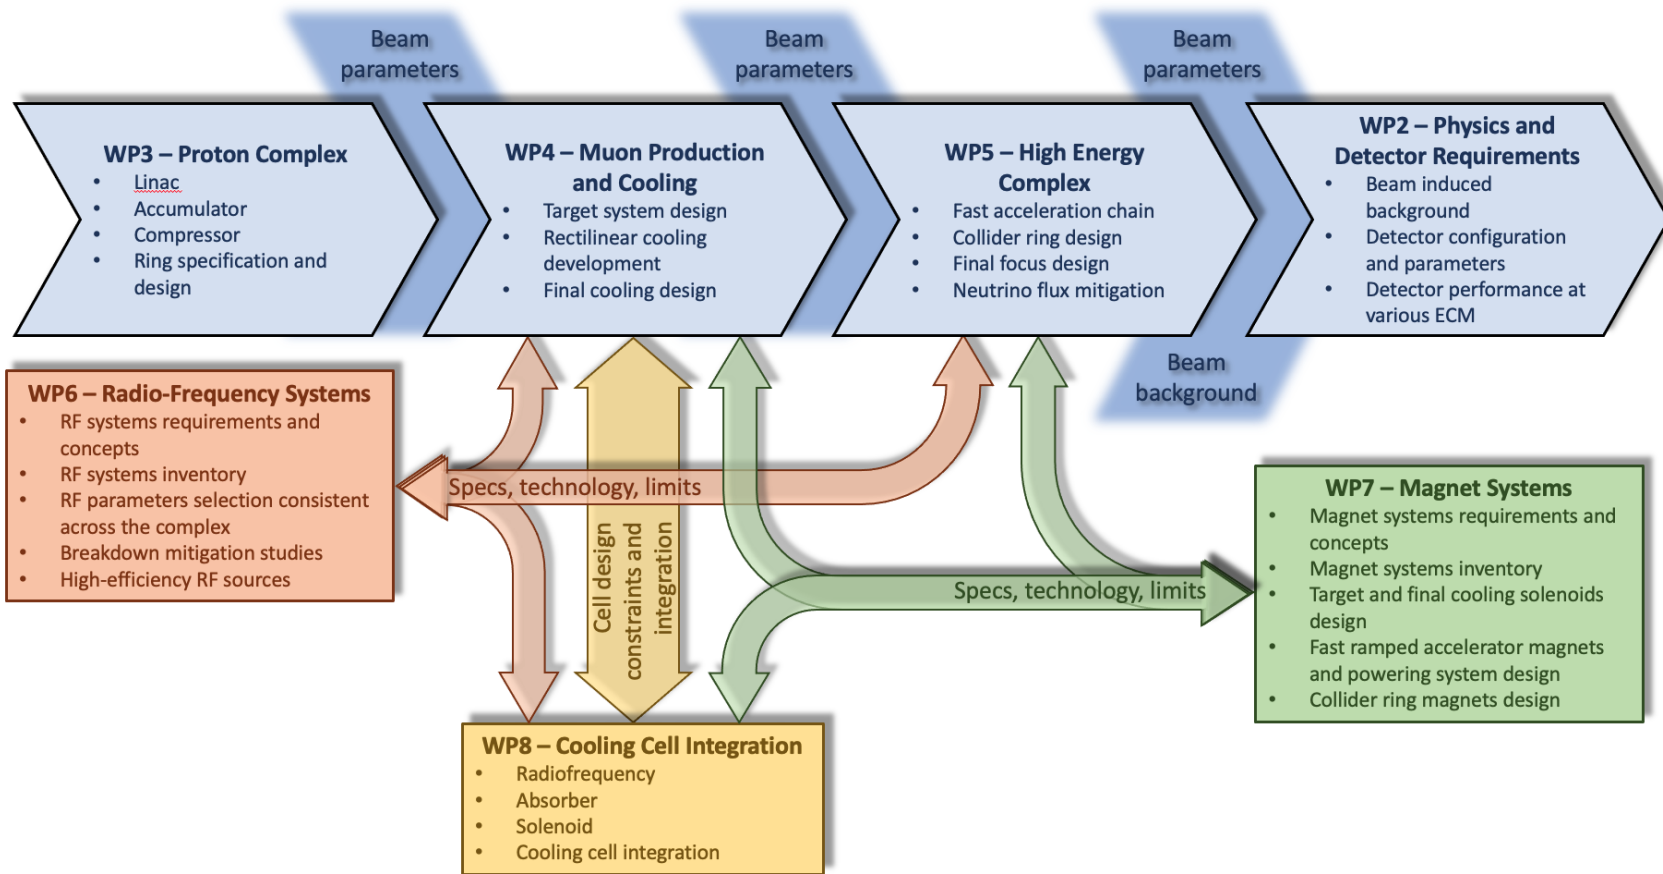 Beam
parameters
Beam
parameters
Beam
parameters
WP3 – Proton Complex
• Linac
• Accumulator
• Compressor
• Ring specification and
design
WP4 – Muon Production
and Cooling
• Target system design
• Rectilinear cooling
development
• Final cooling design
WP5 – High Energy
Complex
• Fast acceleration chain
• Collider ring design
• Final focus design
• Neutrino flux mitigation
WP2 – Physics and
Detector Requirements
• Beam induced
background
• Detector configuration
and parameters
• Detector performance at
various ECM
Beam
background
WP6 – Radio-Frequency Systems
• RF systems requirements and
concepts
• RF systems inventory
• RF parameters selection consistent
across the complex
• Breakdown mitigation studies
• High-efficiency RF sources
Specs, technology, limits
Cell design
constraints and
integration
Specs, technology, limits
WP7 – Magnet Systems
• Magnet systems requirements and
concepts
• Magnet systems inventory
• Target and final cooling solenoids
design
• Fast ramped accelerator magnets
and powering system design
• Collider ring magnets design
WP8 – Cooling Cell Integration
• Radiofrequency
• Absorber
• Solenoid
• Cooling cell integration